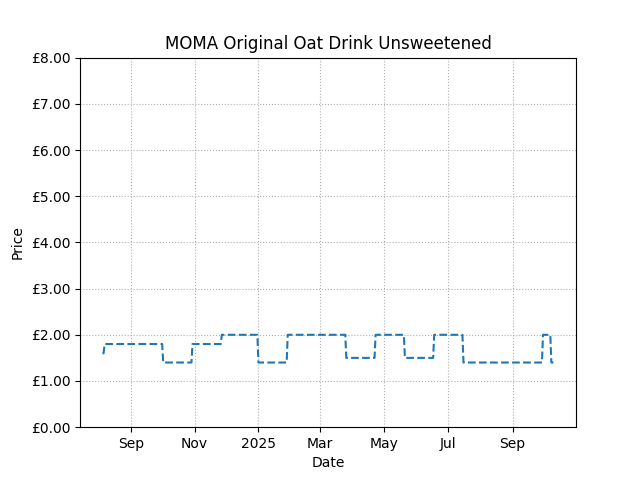 MOMA Original Oat Drink Unsweetened
£8.00
£7.00
£6.00
£5.00
£4.00
£3.00
£2.00
£1.00
£0.00
Price
Sep Nov 2025 Mar May Jul Sep
Date